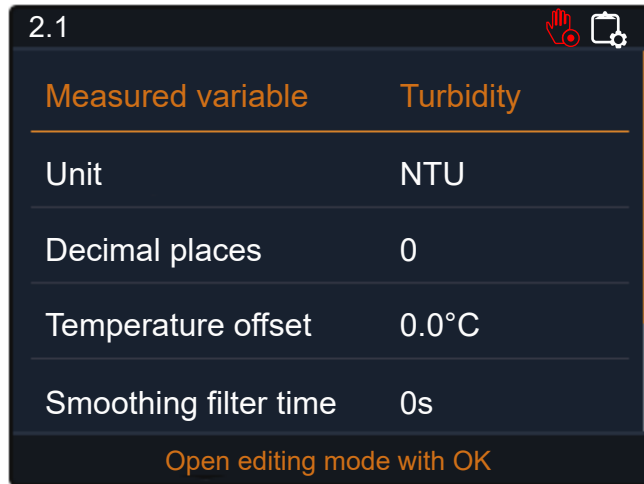 2.1
Measured variable Turbidity
Unit NTU
Decimal places 0
Temperature offset 0.0°C
Smoothing filter time 0s
Open editing mode with OK